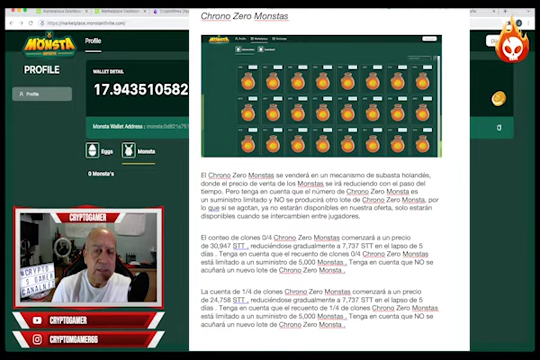 https://marketplace.monstainfinite.com/
MONSTA
INFINITE
Profile
PROFILE
Profile
WALLET DETAIL
17.943510582
Monsta Wallet Address :
Eggs
Monsta
0 Monsta's
CRYPTOGAMER
CRYPTOGAMER
CRYPTOMGAMER66
Chrono Zero Monstas
El Chrono Zero Monstas se venderá en un mecanismo de subasta holandés,
donde el precio de venta de los Monstas se irá reduciendo con el paso del
tiempo. Pero tenga en cuenta que el número de Chrono Zero Monsta es
un suministro limitado y NO se producirá otro lote de Chrono Zero Monsta, por
lo que si se agotan, ya no estarán disponibles en nuestra oferta, solo estarán
disponibles cuando se intercambien entre jugadores.
El conteo de clones 0/4 Chrono Zero Monstas comenzará a un precio
de 30,947 STT , reduciéndose gradualmente a 7,737 STT en el lapso de 5
días . Tenga en cuenta que el recuento de clones 0/4 Chrono Zero Monstas
está limitado a un suministro de 5,000 Monstas . Tenga en cuenta que NO se
acuñará un nuevo lote de Chrono Zero Monsta .
La cuenta de 1/4 de clones Chrono Zero Monstas comenzará a un precio
de 24,758 STT , reduciéndose gradualmente a 7,737 STT en el lapso de 5
días . Tenga en cuenta que el recuento de 1/4 de clones Chrono Zero Monstas
está limitado a un suministro de 5,000 Monstas . Tenga en cuenta que NO se
acuñará un nuevo lote de Chrono Zero Monsta .